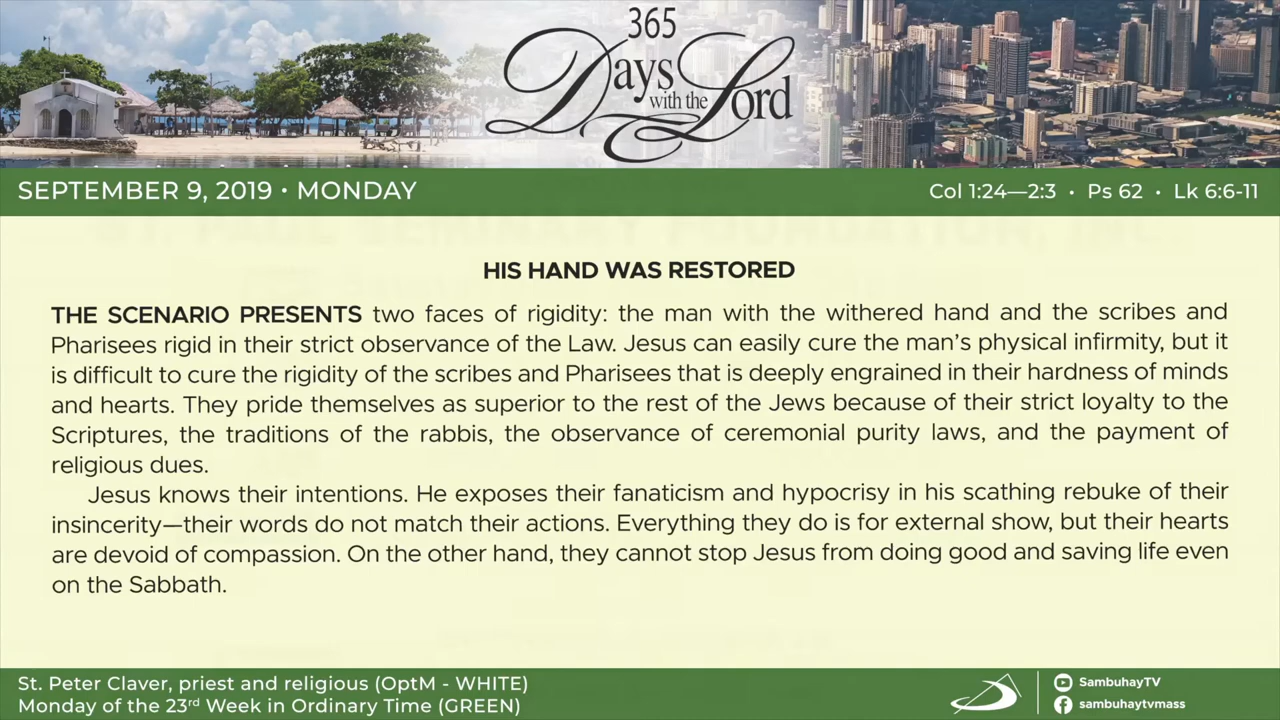 365
Days with the Lord
SEPTEMBER 9, 2019 • MONDAY
Col 1:24—2:3 • Ps 62 • Lk 6:6-11
HIS HAND WAS RESTORED
THE SCENARIO PRESENTS two faces of rigidity: the man with the withered hand and the scribes and
Pharisees rigid in their strict observance of the Law. Jesus can easily cure the man’s physical infirmity, but it
is difficult to cure the rigidity of the scribes and Pharisees that is deeply engrained in their hardness of minds
and hearts. They pride themselves as superior to the rest of the Jews because of their strict loyalty to the
Scriptures, the traditions of the rabbis, the observance of ceremonial purity laws, and the payment of
religious dues.
Jesus knows their intentions. He exposes their fanaticism and hypocrisy in his scathing rebuke of their
insincerity—their words do not match their actions. Everything they do is for external show, but their hearts
are devoid of compassion. On the other hand, they cannot stop Jesus from doing good and saving life even
on the Sabbath.
St. Peter Claver, priest and religious (OptM - WHITE)
Monday of the 23rd Week in Ordinary Time (GREEN)
SambuhayTV
sambuhaytvmass